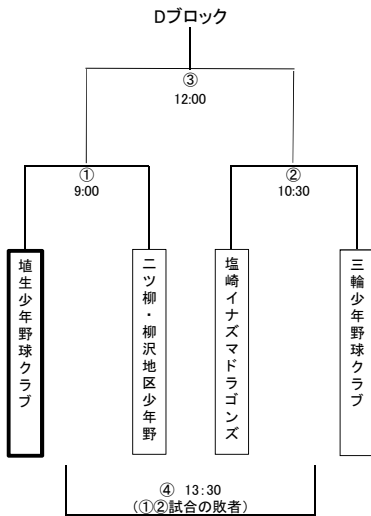 Dブロック
③
12:00
①
9:00
②
10:30
埴生少年野球クラブ
二ツ柳・柳沢地区少年野
塩崎イナズマドラゴンズ
三輪少年野球クラブ
④ 13:30
(①②試合の敗者)